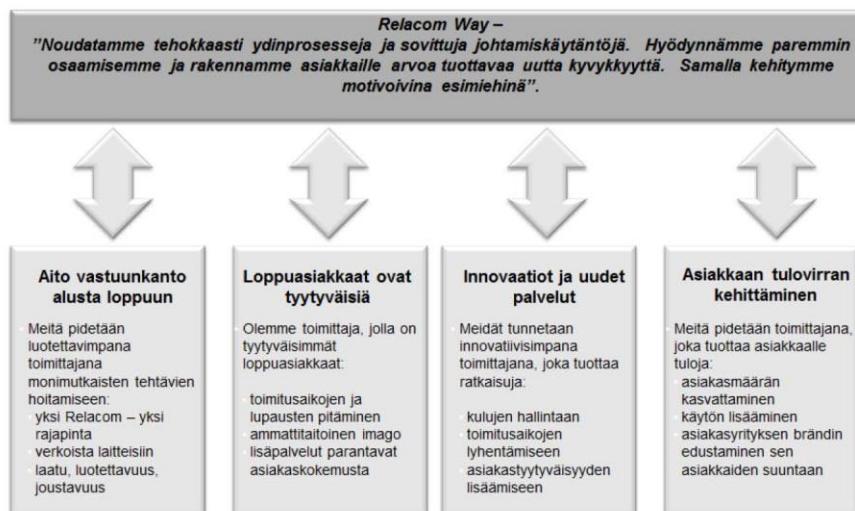 Relacom Way –
”Noudatamme tehokkaasti ydinprosesseja ja sovittuja johtamiskäytäntöjä. Hyödynnämme paremmin
osaamisemme ja rakennamme asiakkaille arvoa tuottavaa uutta kyvykkyyttä. Samalla kehitymme
motivoivina esimiehinä”.
Aito vastuunkanto
alusta loppuun
Meitä pidetään
luotettavimpana
toimittajana
monimutkaisten tehtävien
hoitamiseen:
yksi Relacom – yksi
rajapinta
verkoista laitteisiin
laatu, luotettavuus,
joustavuus
Loppuasiakkaat ovat
tyytyväisiä
Olemme toimittaja, jolla on
tyytyväisimmät
loppuasiakkaat:
toimitusaikojen ja
lupausten pitäminen
ammattitaitoinen imago
lisäpalvelut parantavat
asiakaskokemusta
Innovaatiot ja uudet
palvelut
Meidät tunnetaan
innovatiivisimpana
toimittajana, joka tuottaa
ratkaisuja:
kulujen hallintaan
toimitusaikojen
lyhentämiseen
asiakastyytyväisyyden
lisäämiseen
Asiakkaan tulovirran
kehittäminen
Meitä pidetään toimittajana,
joka tuottaa asiakkaalle
tuloja:
asiakasmäärän
kasvattaminen
käytön lisääminen
asiakasyrityksen brändin
edustaminen sen
asiakkaiden suuntaan